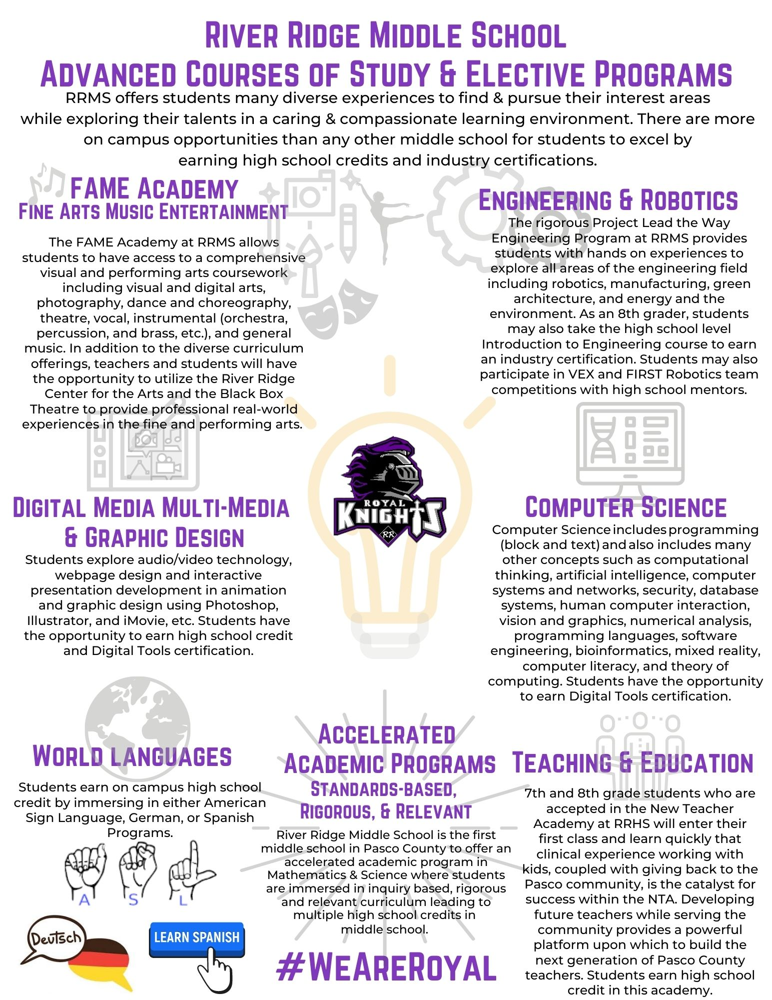 RIVER RIDGE MIDDLE SCHOOL
ADVANCED COURSES OF STUDY & ELECTIVE PROGRAMS
RRMS offers students many diverse experiences to find & pursue their interest areas
while exploring their talents in a caring & compassionate learning environment. There are more
on campus opportunities than any other middle school for students to excel by
earning high school credits and industry certifications.
FAME ACADEMY
FINE ARTS MUSIC ENTERTAINMENT
The FAME Academy at RRMS allows
students to have access to a comprehensive
visual and performing arts coursework
including visual and digital arts,
photography, dance and choreography,
theatre, vocal, instrumental (orchestra,
percussion, and brass, etc.), and general
music. In addition to the diverse curriculum
offerings, teachers and students will have
the opportunity to utilize the River Ridge
Center for the Arts and the Black Box
Theatre to provide professional real-world
experiences in the fine and performing arts.
ENGINEERING & ROBOTICS
The rigorous Project Lead the Way
Engineering Program at RRMS provides
students with hands on experiences to
explore all areas of the engineering field
including robotics, manufacturing, green
architecture, and energy and the
environment. As an 8th grader, students
may also take the high school level
Introduction to Engineering course to earn
an industry certification. Students may also
participate in VEX and FIRST Robotics team
competitions with high school mentors.
ROYAL
KNIGHTS
RR
DIGITAL MEDIA MULTI-MEDIA
& GRAPHIC DESIGN
Students explore audio/video technology,
webpage design and interactive
presentation development in animation
and graphic design using Photoshop,
Illustrator, and iMovie, etc. Students have
the opportunity to earn high school credit
and Digital Tools certification.
COMPUTER SCIENCE
Computer Science includes programming
(block and text) and also includes many
other concepts such as computational
thinking, artificial intelligence, computer
systems and networks, security, database
systems, human computer interaction,
vision and graphics, numerical analysis,
programming languages, software
engineering, bioinformatics, mixed reality,
computer literacy, and theory of
computing. Students have the opportunity
to earn Digital Tools certification.
WORLD LANGUAGES
Students earn on campus high school
credit by immersing in either American
Sign Language, German, or Spanish
Programs.
A S L
Deutsch
LEARN SPANISH
ACCELERATED
ACADEMIC PROGRAMS
STANDARDS-BASED,
RIGOROUS, & RELEVANT
River Ridge Middle School is the first
middle school in Pasco County to offer an
accelerated academic program in
Mathematics & Science where students
are immersed in inquiry based, rigorous
and relevant curriculum leading to
multiple high school credits in
middle school.
#WEAREROYAL
TEACHING & EDUCATION
7th and 8th grade students who are
accepted in the New Teacher
Academy at RRHS will enter their
first class and learn quickly that
clinical experience working with
kids, coupled with giving back to the
Pasco community, is the catalyst for
success within the NTA. Developing
future teachers while serving the
community provides a powerful
platform upon which to build the
next generation of Pasco County
teachers. Students earn high school
credit in this academy.